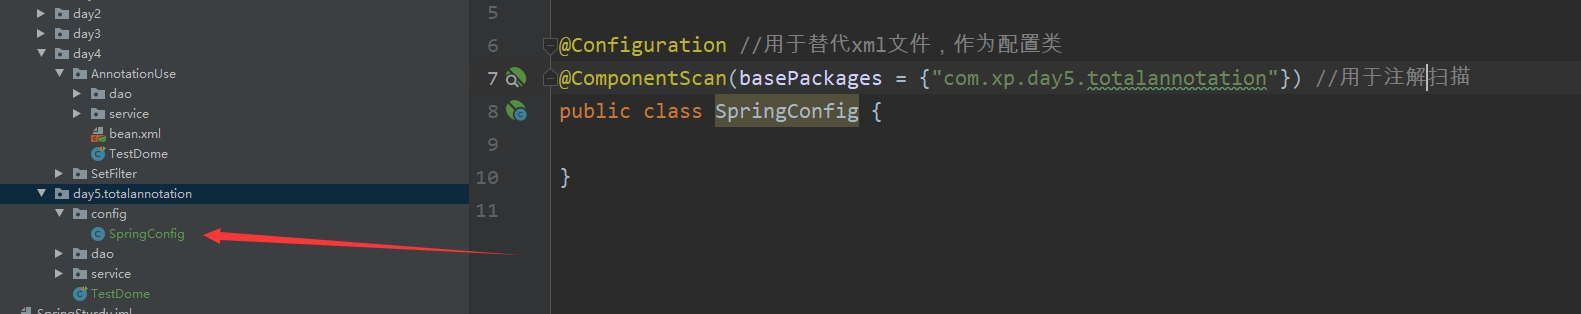 day2
day3
day4
AnnotationUse
dao
service
bean.xml
TestDome
SetFilter
day5.totalannotation
config
SpringConfig
dao
service
TestDome
SpringSturdy.iml
5
6 @Configuration //用于替代xml文件，作为配置类
7 @ComponentScan(basePackages = {"com.xp.day5.totalannotation"}) //用于注解扫描
8 public class SpringConfig {
9
10 }
11